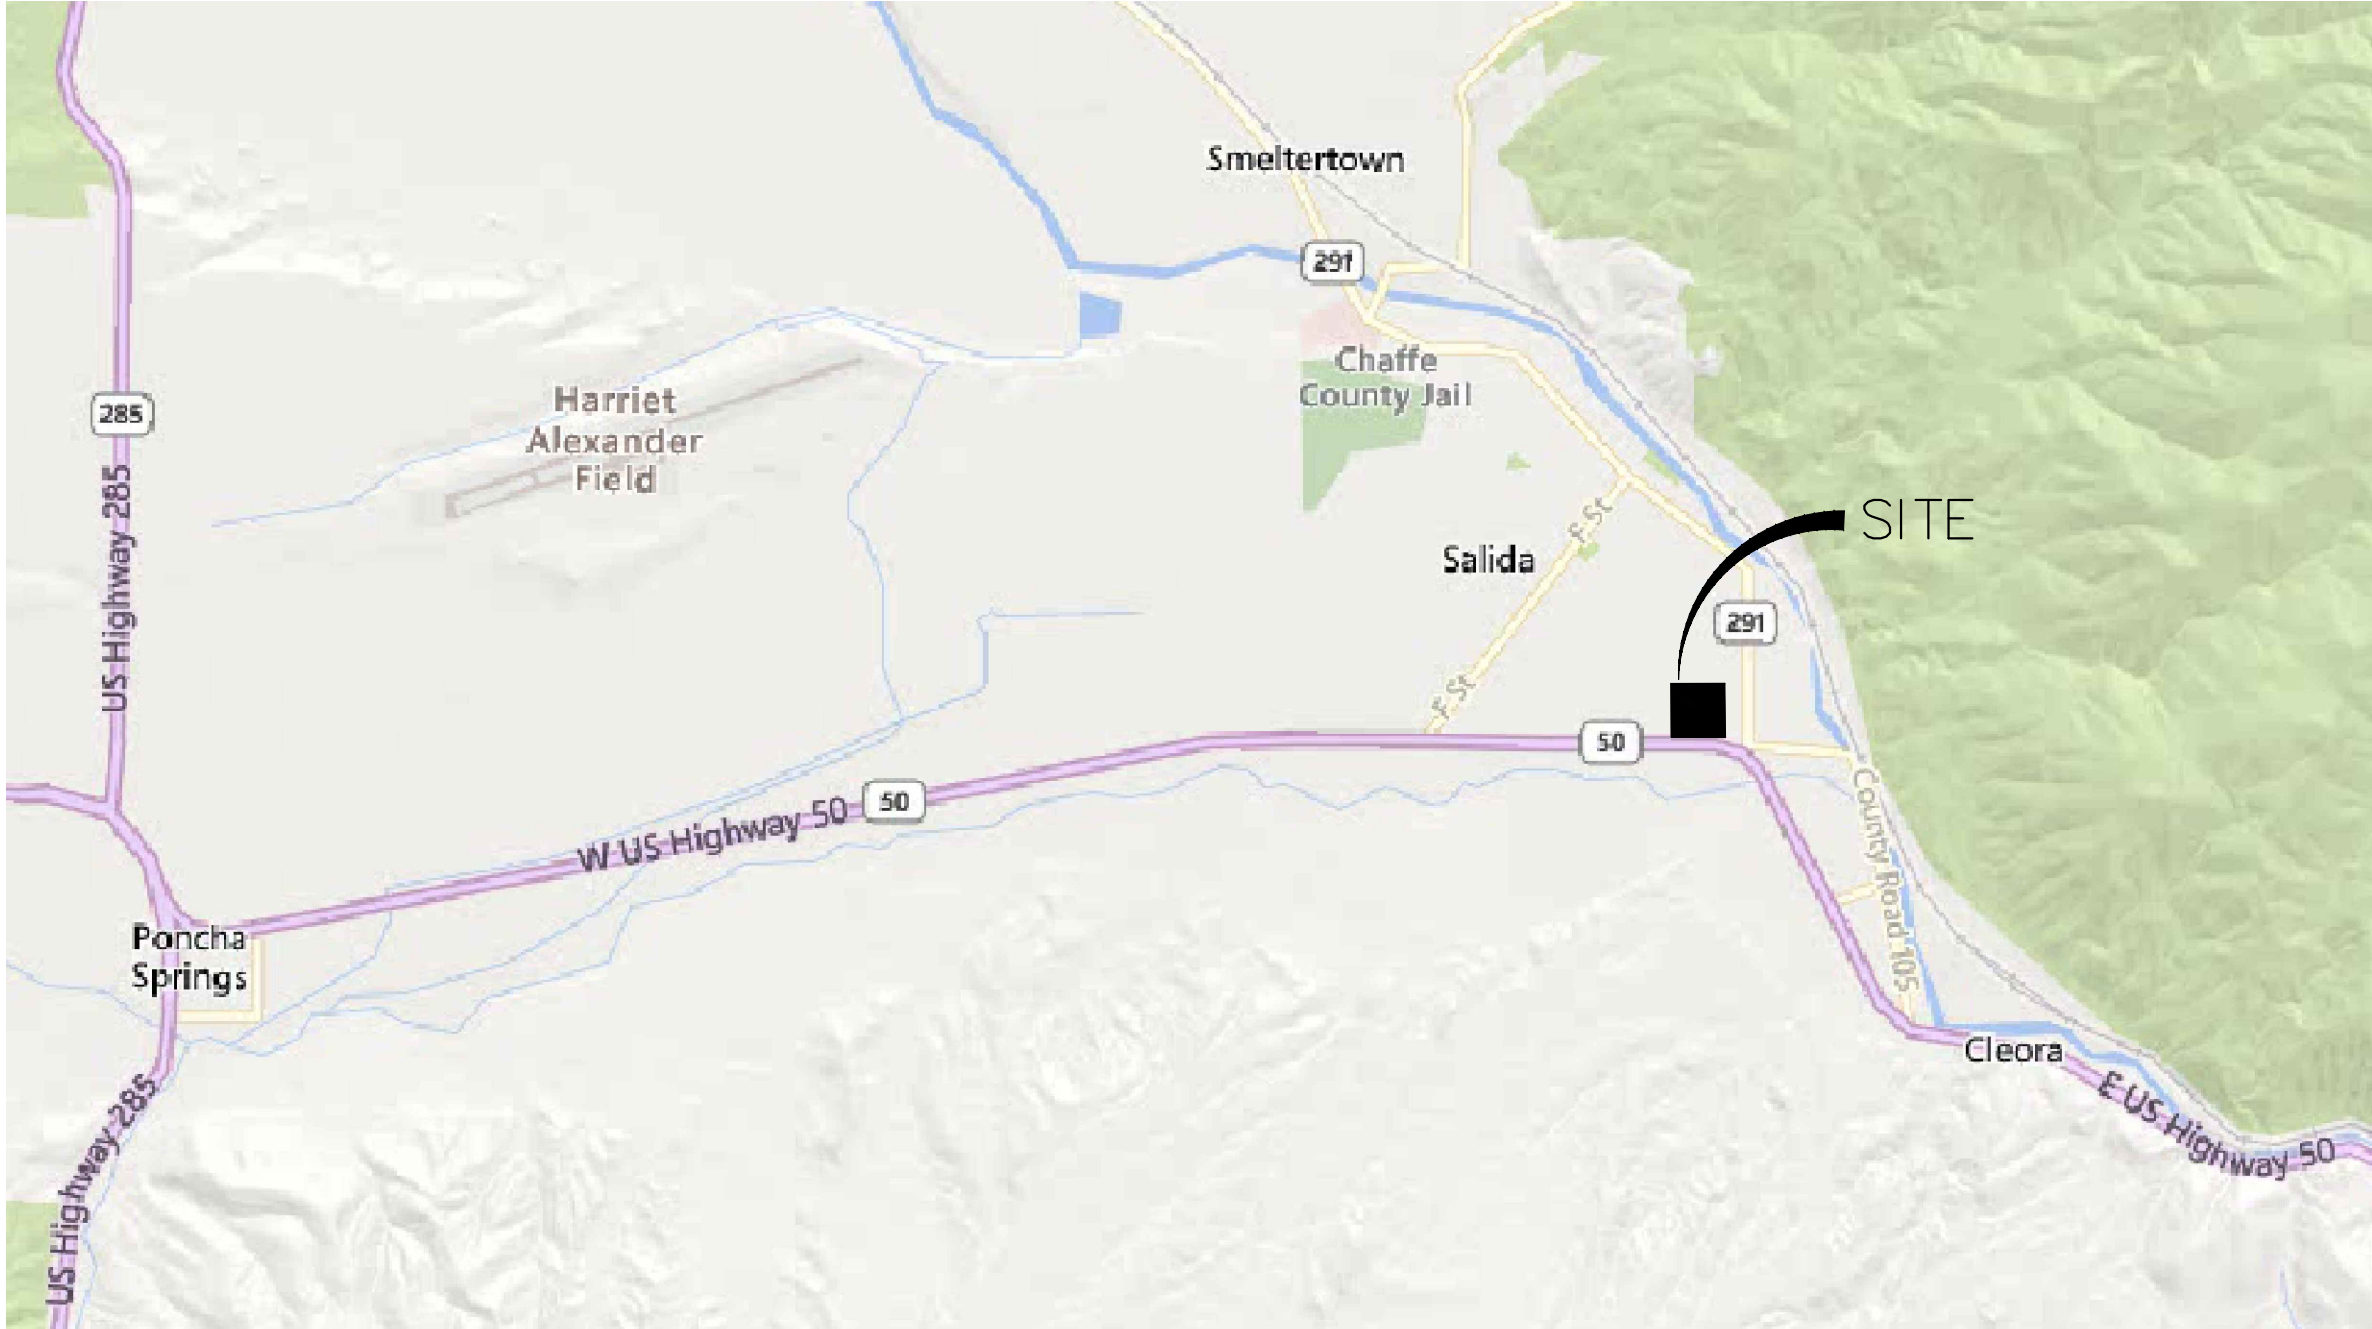 Smeltertown
291
Chaffe
County Jail
285
Harriet
Alexander
Field
US Highway 285
F St
SITE
Salida
291
F St
50
50
W US Highway 50
County Road 105
Poncha
Springs
Cleora
E US Highway 50
US Highway 285